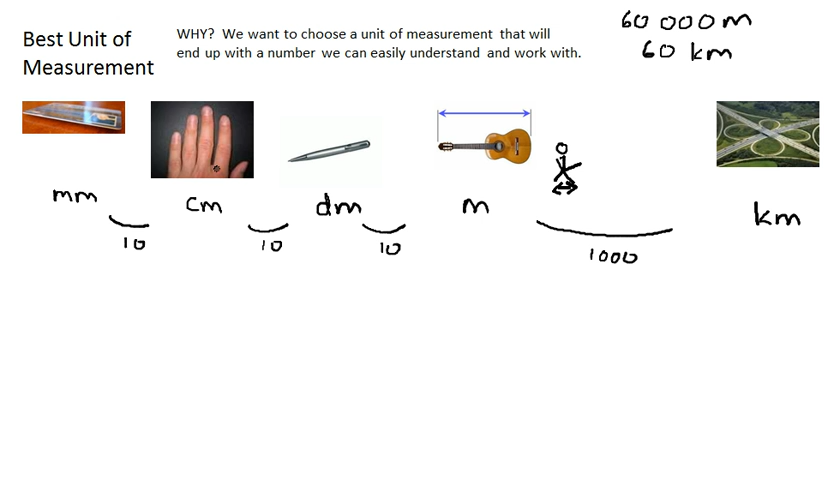 Best Unit of
Measurement
WHY? We want to choose a unit of measurement that will
end up with a number we can easily understand and work with.
60 000 m
60 km
mm
cm
dm
m
km
10
10
10
1000